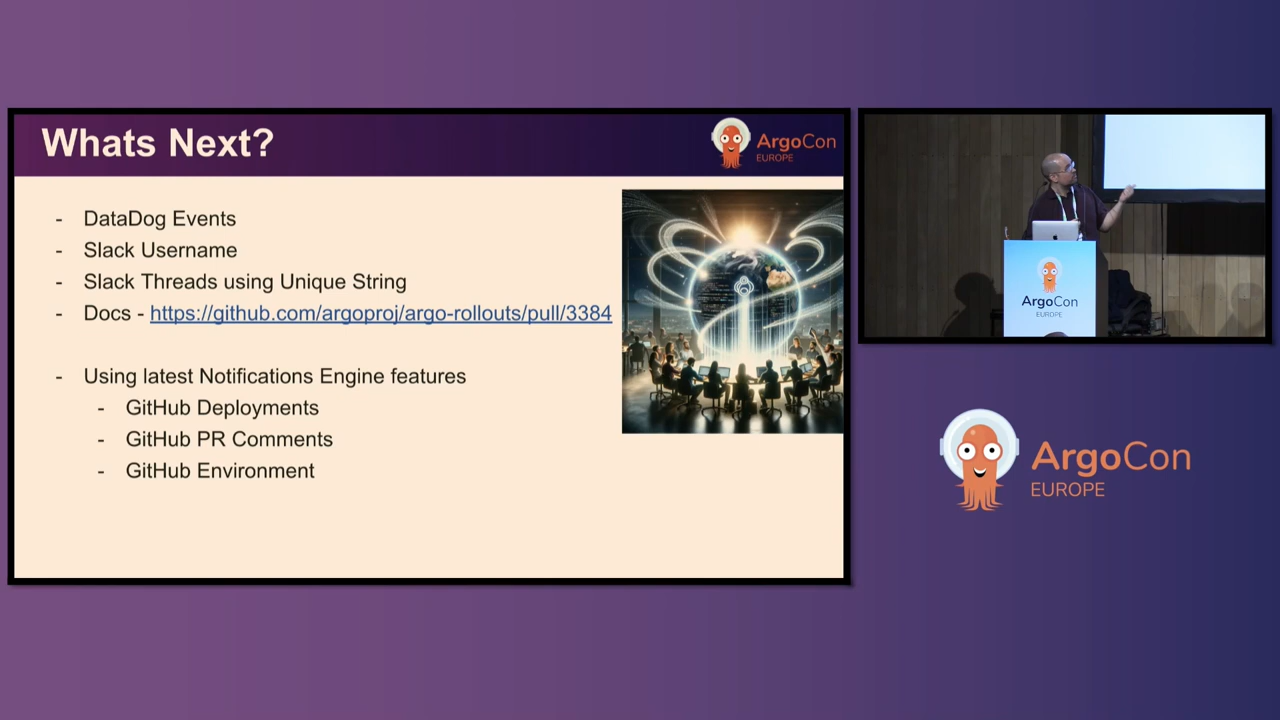 Whats Next?
ArgoCon
EUROPE
- DataDog Events
- Slack Username
- Slack Threads using Unique String
- Docs - https://github.com/argoproj/argo-rollouts/pull/3384
- Using latest Notifications Engine features
- GitHub Deployments
- GitHub PR Comments
- GitHub Environment
ArgoCon
EUROPE
ArgoCon
EUROPE